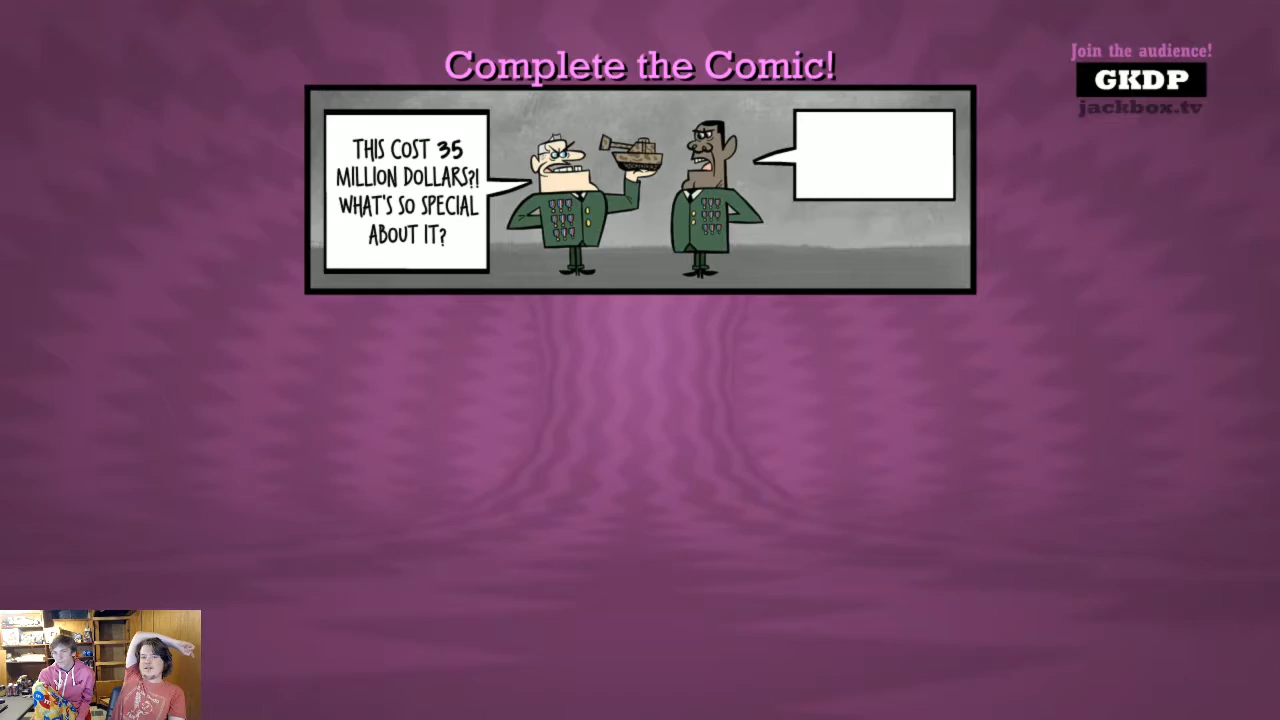 Complete the Comic!
Join the audience!
GKDP
jackbox.tv
THIS COST 35
MILLION DOLLARS?!
WHAT'S SO SPECIAL
ABOUT IT?